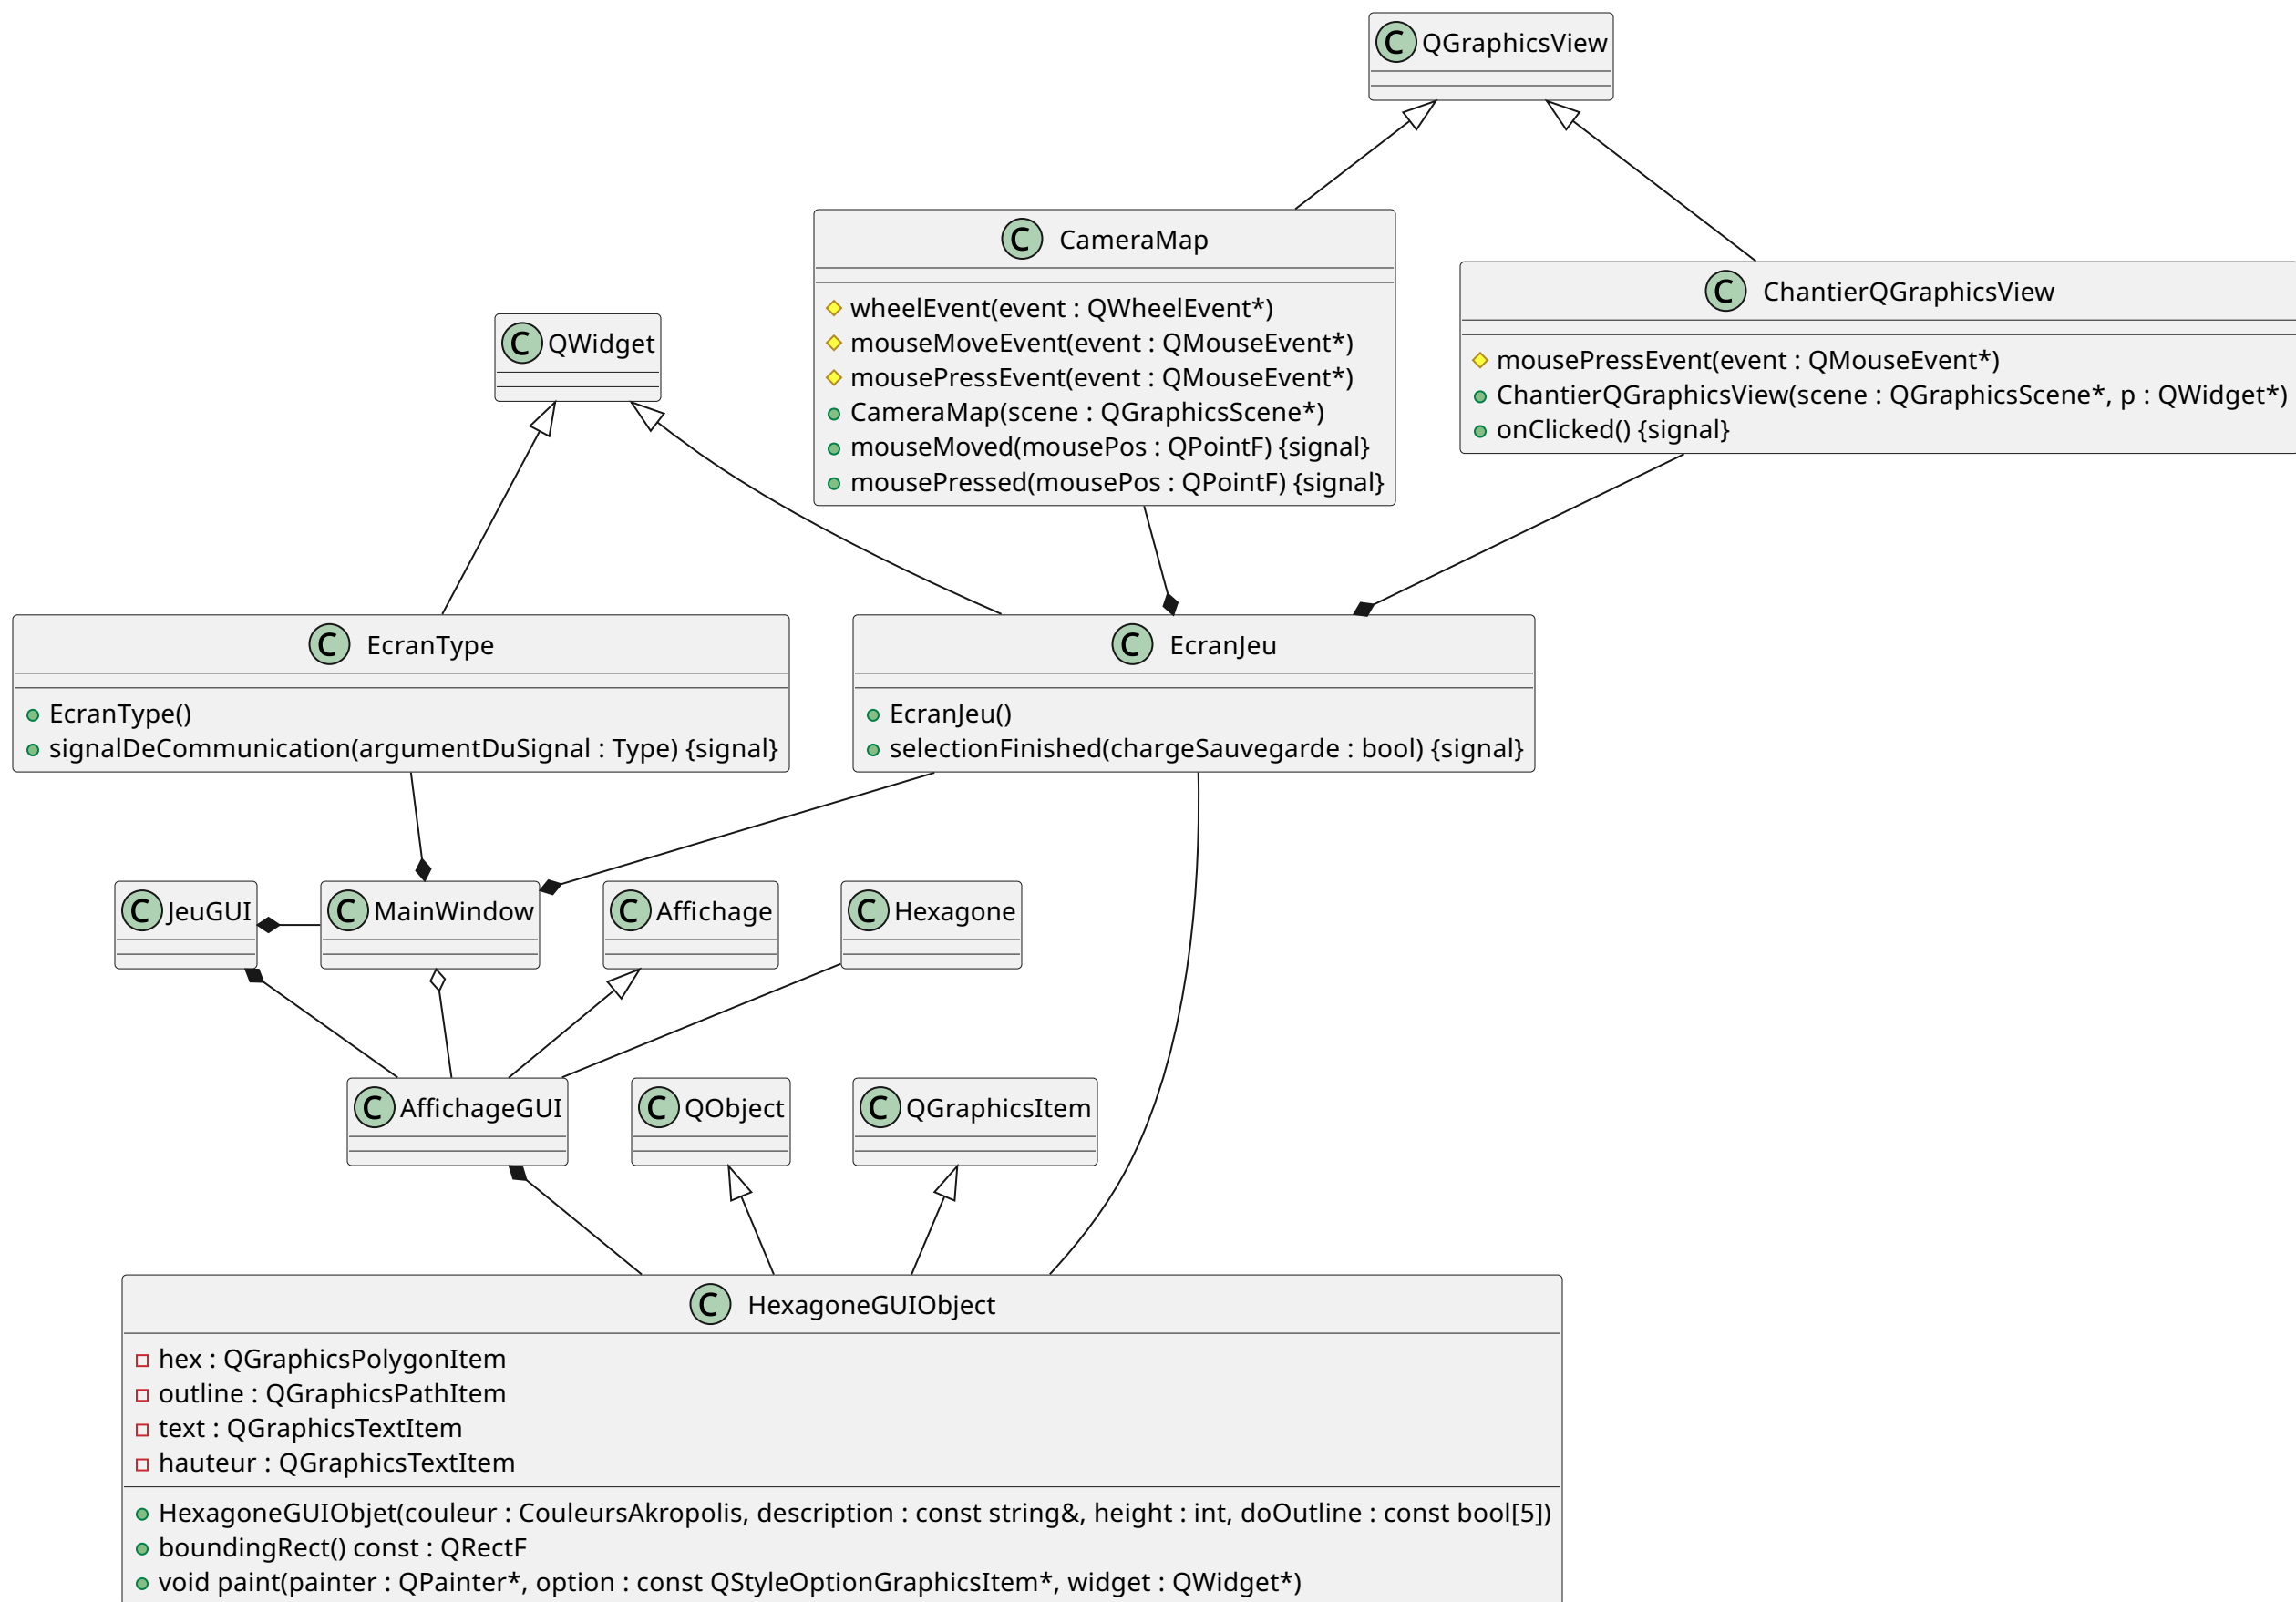 QGraphicsView
CameraMap
wheelEvent(event : QWheelEvent*)
mouseMoveEvent(event : QMouseEvent*)
mousePressEvent(event : QMouseEvent*)
CameraMap(scene : QGraphicsScene*)
mouseMoved(mousePos : QPointF) {signal}
mousePressed(mousePos : QPointF) {signal}
ChantierQGraphicsView
mousePressEvent(event : QMouseEvent*)
ChantierQGraphicsView(scene : QGraphicsScene*, p : QWidget*)
onClicked() {signal}
QWidget
EcranType
EcranType()
signalDeCommunication(argumentDuSignal : Type) {signal}
EcranJeu
EcranJeu()
selectionFinished(chargeSauvegarde : bool) {signal}
JeuGUI
MainWindow
Affichage
Hexagone
AffichageGUI
QObject
QGraphicsItem
HexagoneGUIObject
hex : QGraphicsPolygonItem
outline : QGraphicsPathItem
text : QGraphicsTextItem
hauteur : QGraphicsTextItem
HexagoneGUIObjet(couleur : CouleursAkropolis, description : const string&, height : int, doOutline : const bool[5])
boundingRect() const : QRectF
void paint(painter : QPainter*, option : const QStyleOptionGraphicsItem*, widget : QWidget*)